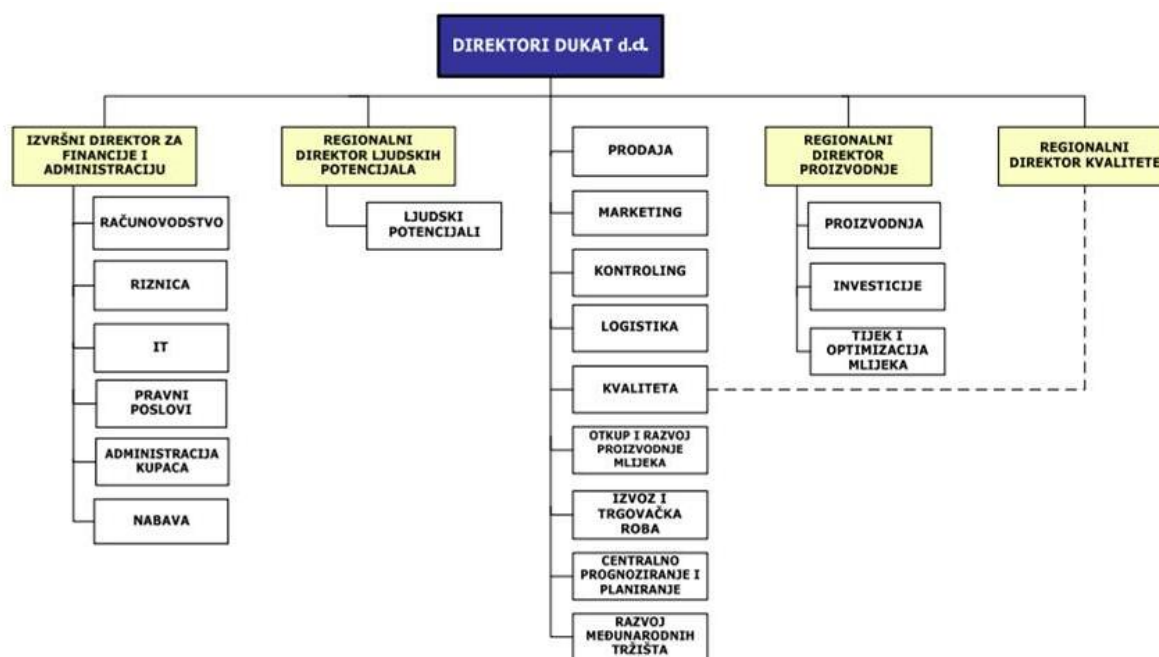 DIREKTORI DUKAT d.d.
IZVRŠNI DIREKTOR ZA
FINANCIJE I
ADMINISTRACIJU
RAČUNOVODSTVO
RIZNICA
IT
PRAVNI
POSLOVI
ADMINISTRACIJA
KUPACA
NABAVA
REGIONALNI
DIREKTOR LJUDSKIH
POTENCIJALA
LJUDSKI
POTENCIJALI
PRODAJA
MARKETING
KONTROLING
LOGISTIKA
KVALITETA
OTKUP I RAZVOJ
PROIZVODNJE
MLIJEKA
IZVOZ I
TRGOVAČKA
ROBA
CENTRALNO
PROGNOZIRANJE I
PLANIRANJE
RAZVOJ
MEĐUNARODNIH
TRŽIŠTA
REGIONALNI
DIREKTOR
PROIZVODNJE
PROIZVODNJA
INVESTICIJE
TIJEK I
OPTIMIZACIJA
MLIJEKA
REGIONALNI
DIREKTOR KVALITETE